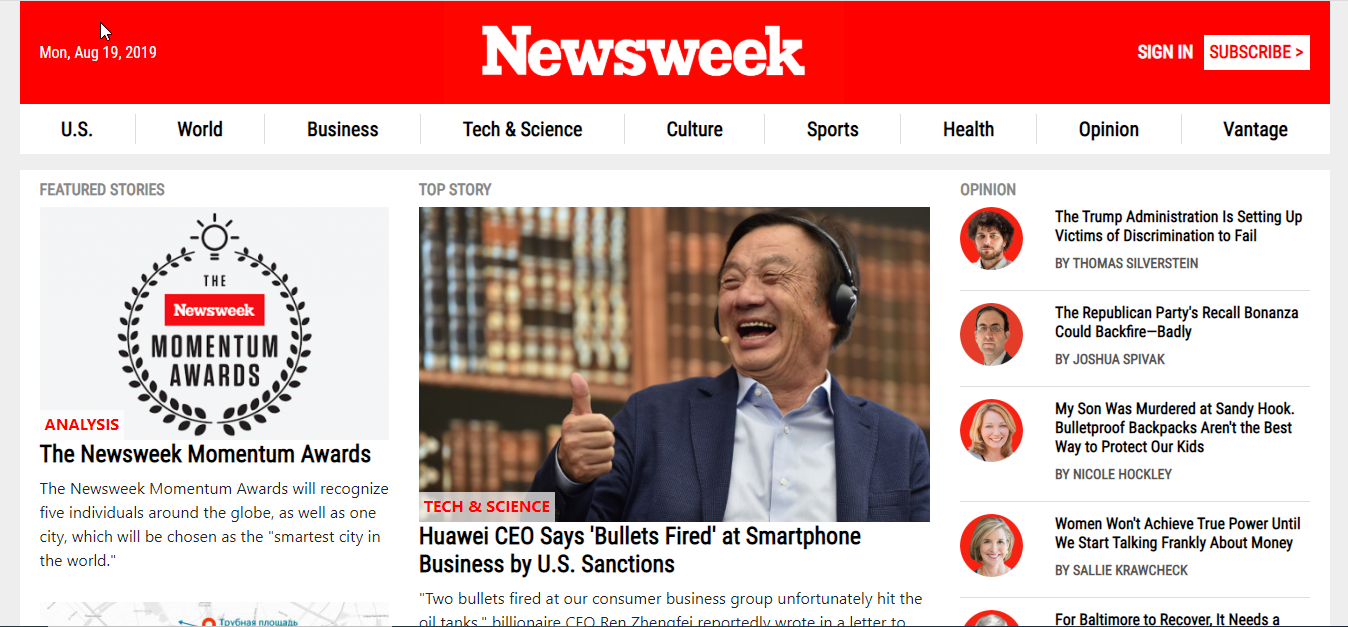 Mon, Aug 19, 2019
Newsweek
SIGN IN
SUBSCRIBE >
U.S.
World
Business
Tech & Science
Culture
Sports
Health
Opinion
Vantage
FEATURED STORIES
THE
Newsweek
MOMENTUM
AWARDS
ANALYSIS
The Newsweek Momentum Awards
The Newsweek Momentum Awards will recognize
five individuals around the globe, as well as one
city, which will be chosen as the "smartest city in
the world."
Трубная площадь
TOP STORY
TECH & SCIENCE
Huawei CEO Says 'Bullets Fired' at Smartphone
Business by U.S. Sanctions
"Two bullets fired at our consumer business group unfortunately hit the
oil tanks," billionaire CEO Ren Zhengfei reportedly wrote in a letter to
OPINION
The Trump Administration Is Setting Up
Victims of Discrimination to Fail
BY THOMAS SILVERSTEIN
The Republican Party's Recall Bonanza
Could Backfire—Badly
BY JOSHUA SPIVAK
My Son Was Murdered at Sandy Hook.
Bulletproof Backpacks Aren't the Best
Way to Protect Our Kids
BY NICOLE HOCKLEY
Women Won't Achieve True Power Until
We Start Talking Frankly About Money
BY SALLIE KRAWCHECK
For Baltimore to Recover, It Needs a